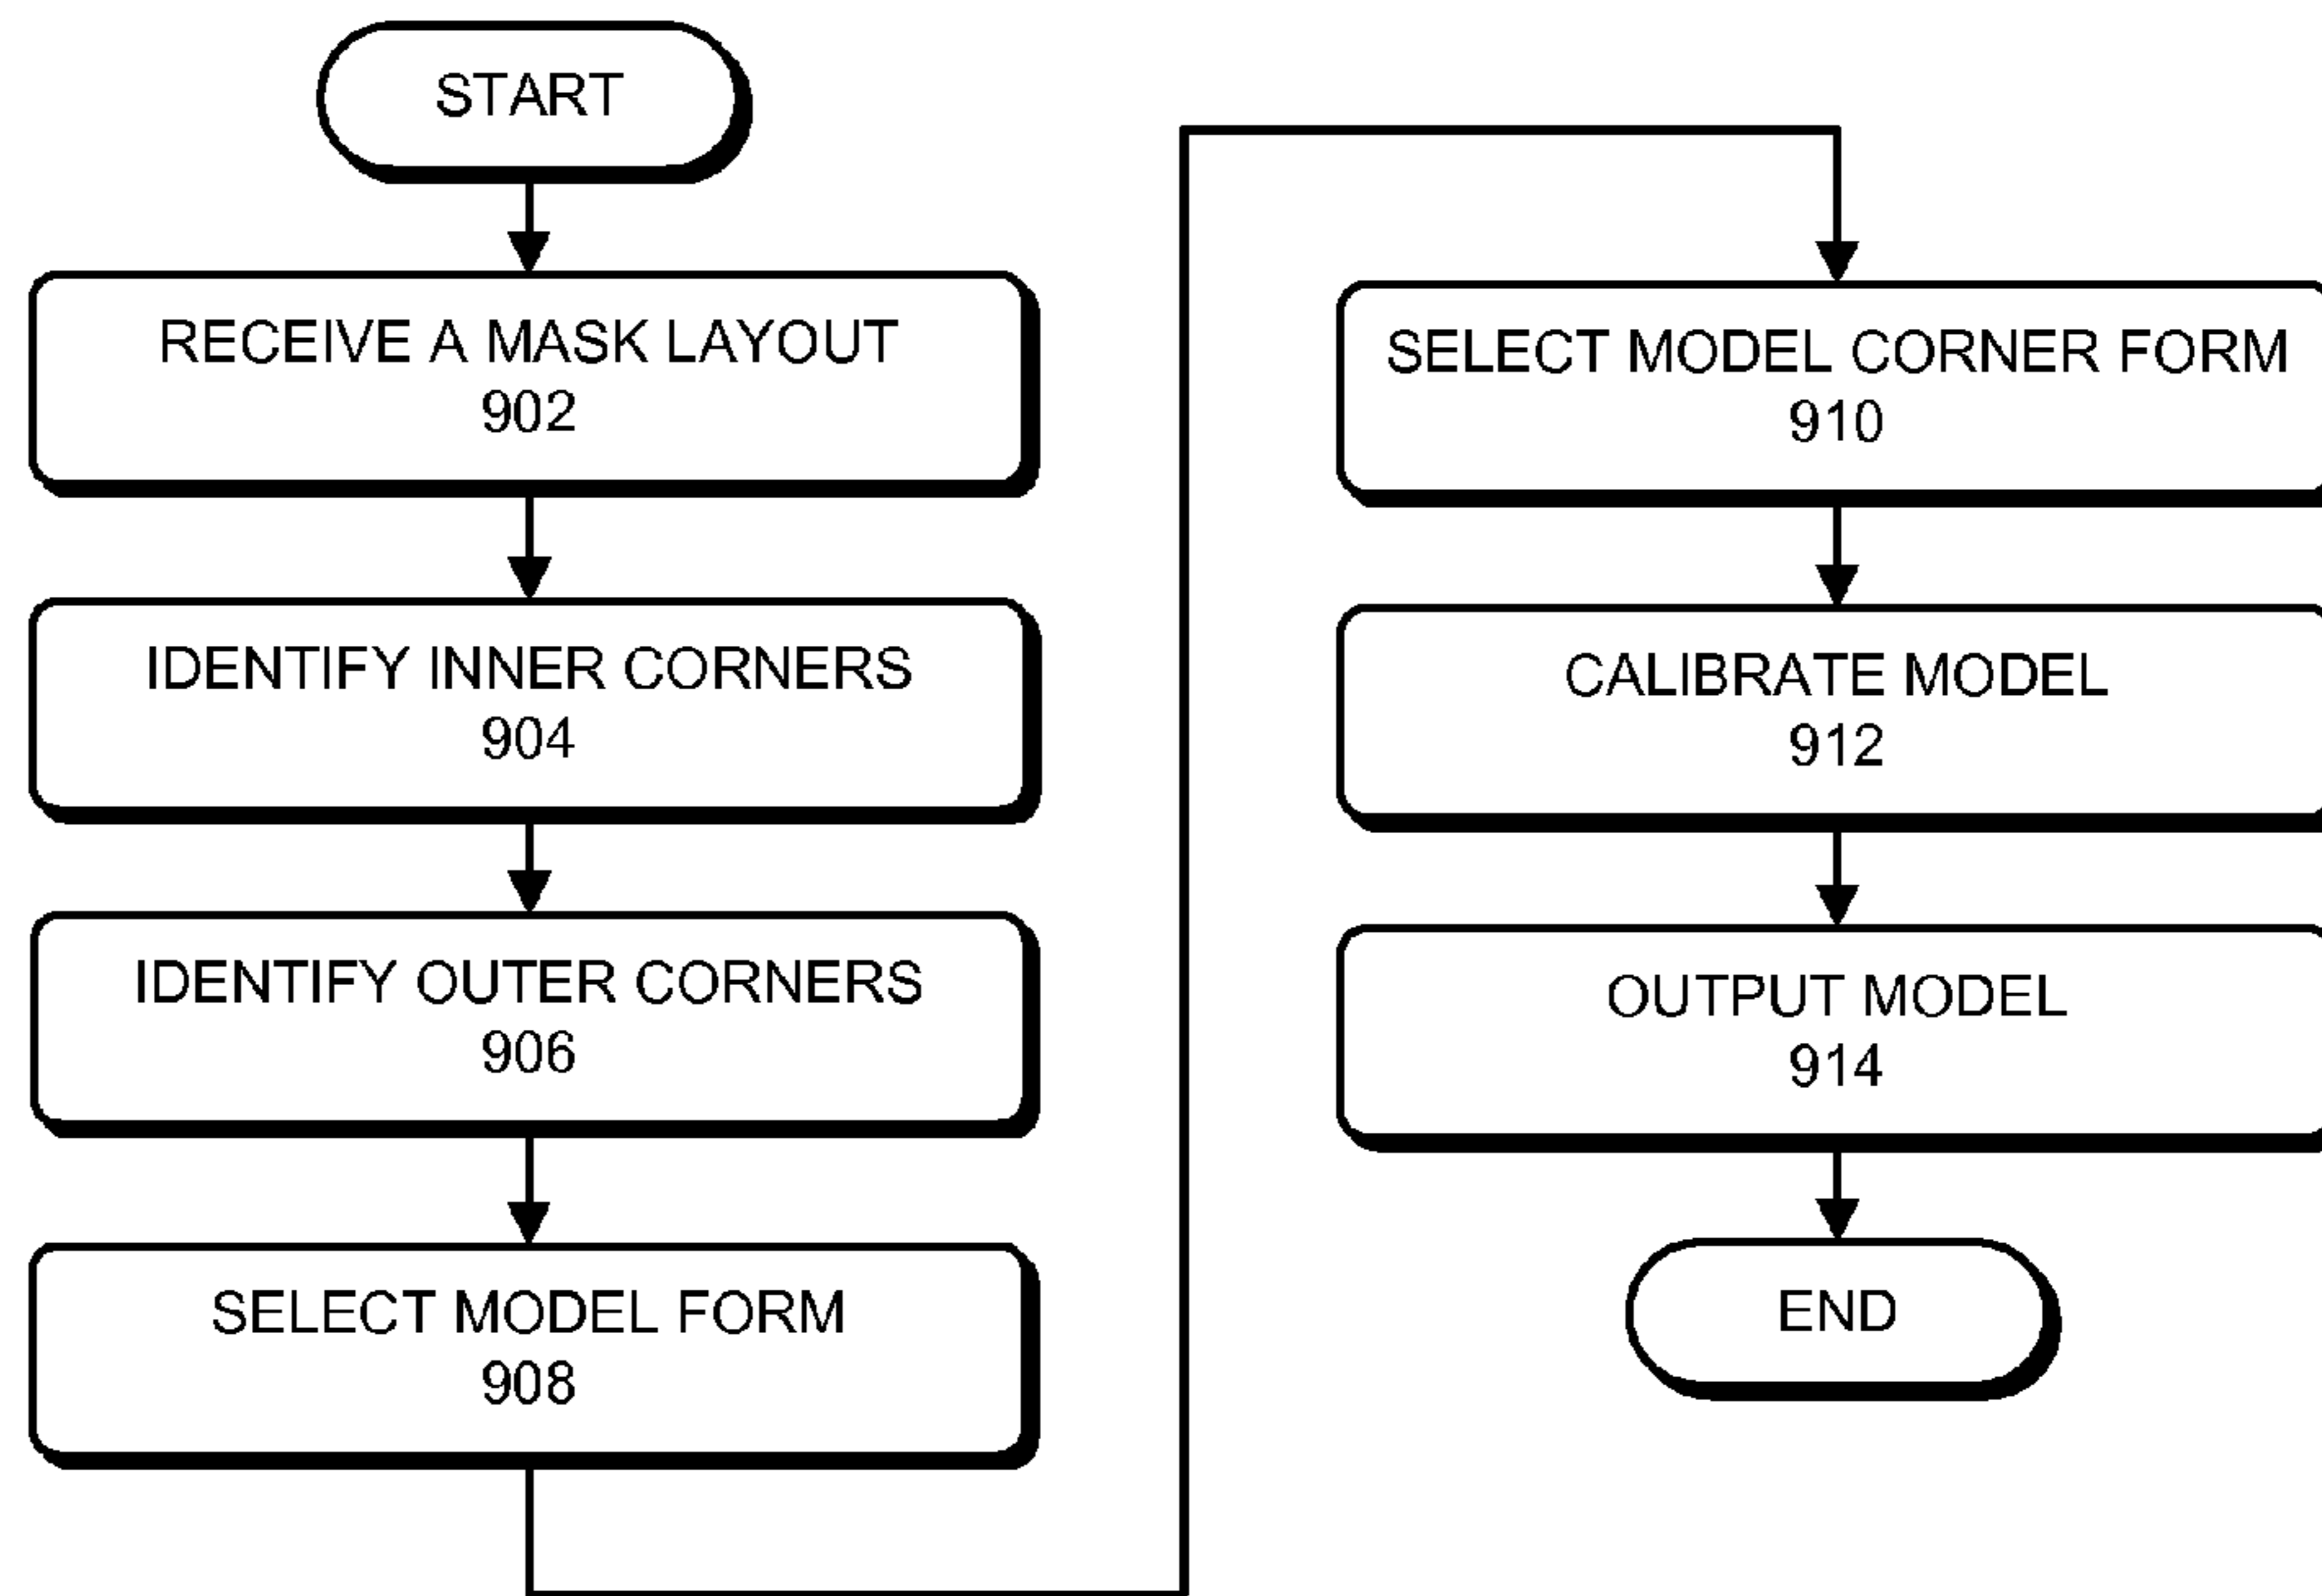 START
RECEIVE A MASK LAYOUT
902
IDENTIFY INNER CORNERS
904
IDENTIFY OUTER CORNERS
906
SELECT MODEL FORM
908
SELECT MODEL CORNER FORM
910
CALIBRATE MODEL
912
OUTPUT MODEL
914
END